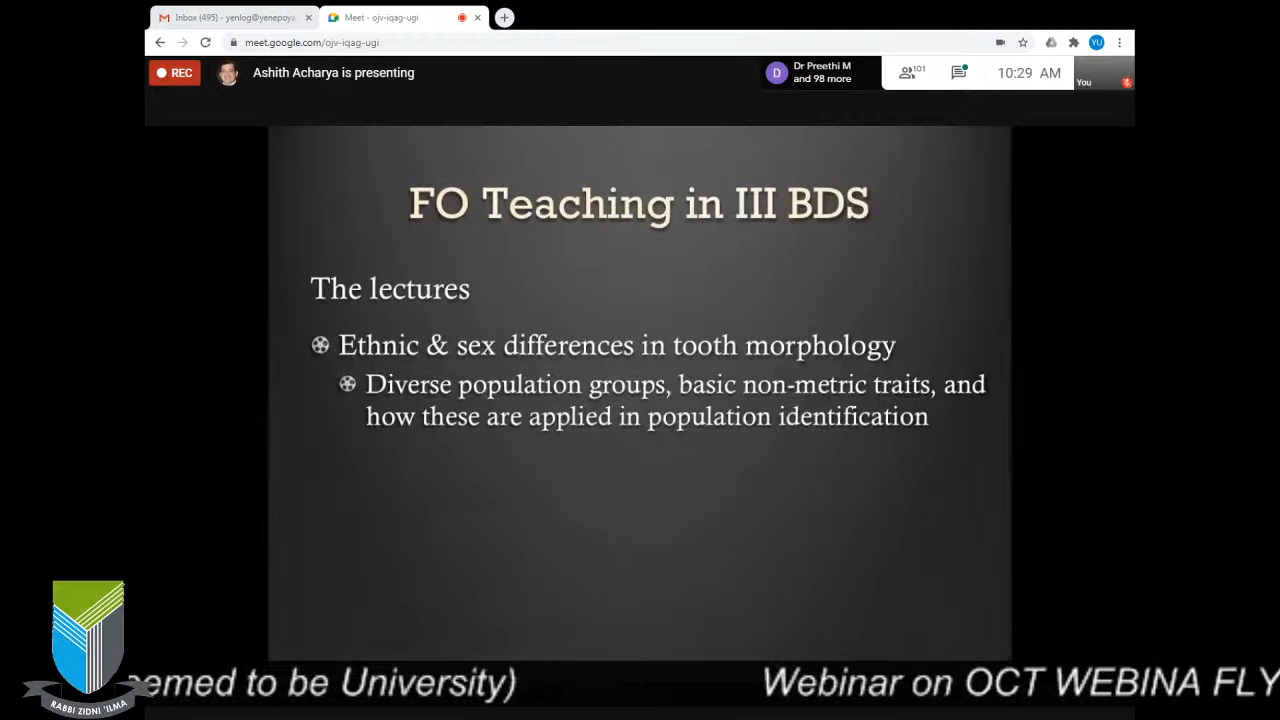 Inbox (495) - yenlog@yenepoya
Meet - ojv-iqag-ugi
meet.google.com/ojv-iqag-ugi
YU
REC
Ashith Acharya is presenting
D
Dr Preethi M
and 98 more
101
10:29 AM
You
FO Teaching in III BDS
The lectures
Ethnic & sex differences in tooth morphology
Diverse population groups, basic non-metric traits, and
how these are applied in population identification
emed to be University)
Webinar on OCT WEBINA FLY
RABBI ZIDNI 'ILMA